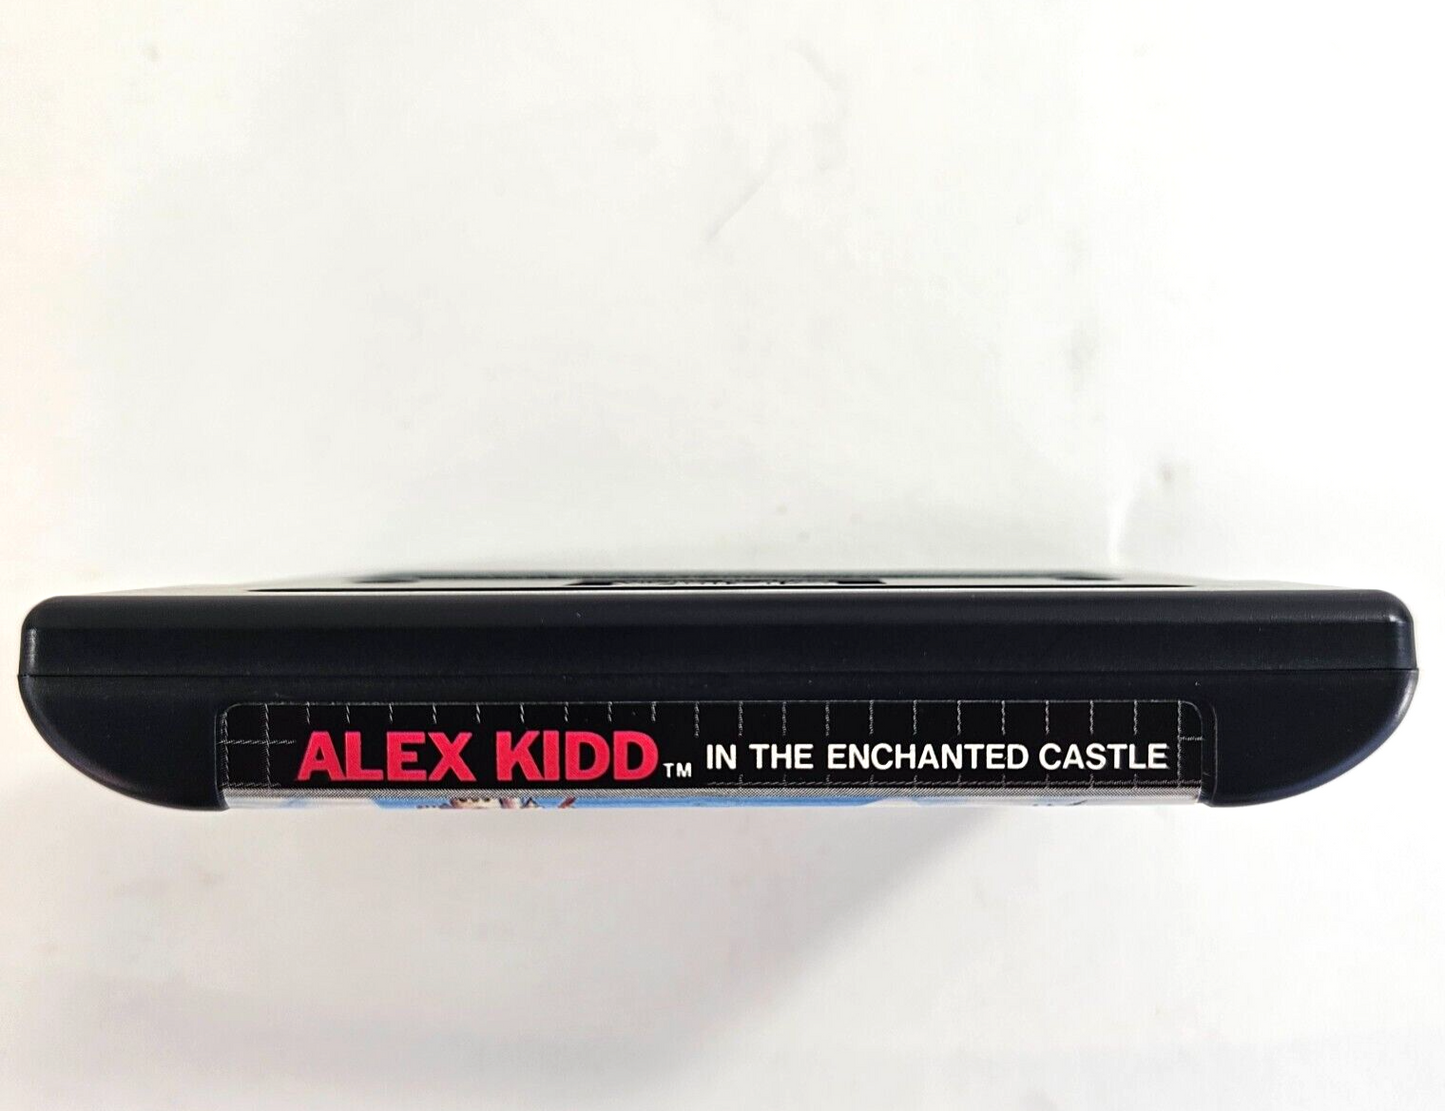 ALEX KIDD™ IN THE ENCHANTED CASTLE